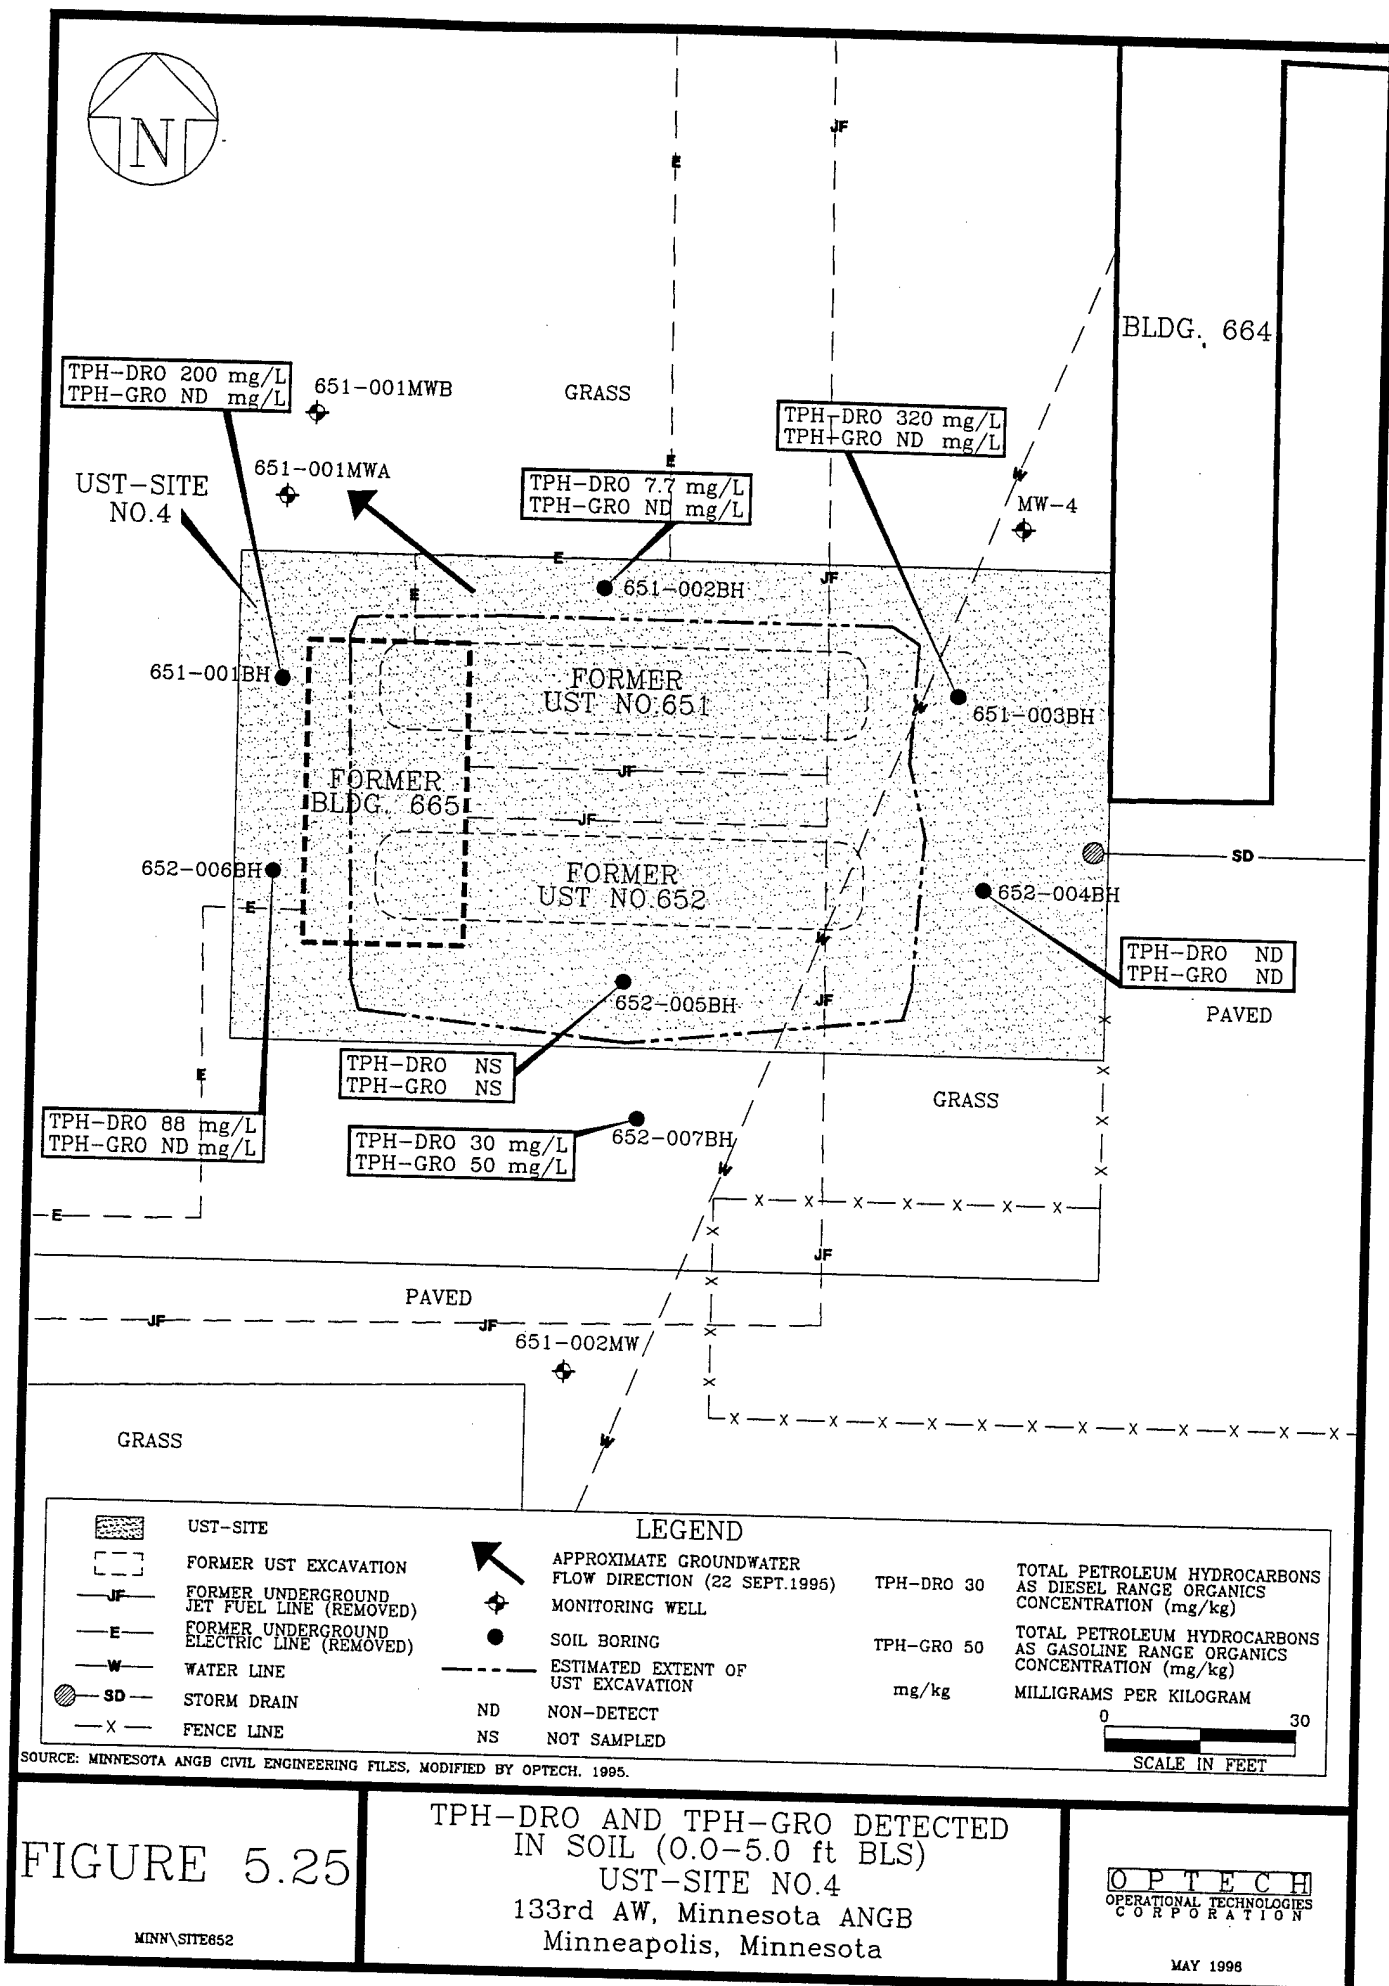 N
JF
E
BLDG. 664
TPH-DRO 200 mg/L
TPH-GRO ND mg/L
651-001MWB
GRASS
TPH-DRO 320 mg/L
TPH-GRO ND mg/L
651-001MWA
E
TPH-DRO 7.7 mg/L
TPH-GRO ND mg/L
W
UST-SITE
NO.4
MW-4
E
JF
E
651-002BH
651-001BH
FORMER
UST NO.651
W
651-003BH
JF
FORMER
BLDG. 665
JF
SD
652-006BH
FORMER
UST NO.652
652-004BH
E
W
TPH-DRO ND
TPH-GRO ND
652-005BH
JF
PAVED
X
TPH-DRO NS
TPH-GRO NS
E
X
GRASS
TPH-DRO 88 mg/L
TPH-GRO ND mg/L
652-007BH
X
TPH-DRO 30 mg/L
TPH-GRO 50 mg/L
W
X
X X X X X X X
E
X
JF
X
PAVED
JF
JF
X
651-002MW
X
X X X X X X X X X X X X X
GRASS
W
LEGEND
UST-SITE
FORMER UST EXCAVATION
JF FORMER UNDERGROUND
JET FUEL LINE (REMOVED)
E FORMER UNDERGROUND
ELECTRIC LINE (REMOVED)
W WATER LINE
SD STORM DRAIN
X FENCE LINE
APPROXIMATE GROUNDWATER
FLOW DIRECTION (22 SEPT.1995)
MONITORING WELL
SOIL BORING
ESTIMATED EXTENT OF
UST EXCAVATION
ND NON-DETECT
NS NOT SAMPLED
TPH-DRO 30 TOTAL PETROLEUM HYDROCARBONS
AS DIESEL RANGE ORGANICS
CONCENTRATION (mg/kg)
TPH-GRO 50 TOTAL PETROLEUM HYDROCARBONS
AS GASOLINE RANGE ORGANICS
CONCENTRATION (mg/kg)
mg/kg MILLIGRAMS PER KILOGRAM
0 30
SCALE IN FEET
SOURCE: MINNESOTA ANGB CIVIL ENGINEERING FILES, MODIFIED BY OPTECH, 1995.
FIGURE 5.25
MINN\SITE652
TPH-DRO AND TPH-GRO DETECTED
IN SOIL (0.0-5.0 ft BLS)
UST-SITE NO.4
133rd AW, Minnesota ANGB
Minneapolis, Minnesota
OPTECH
OPERATIONAL TECHNOLOGIES
CORPORATION
MAY 1996